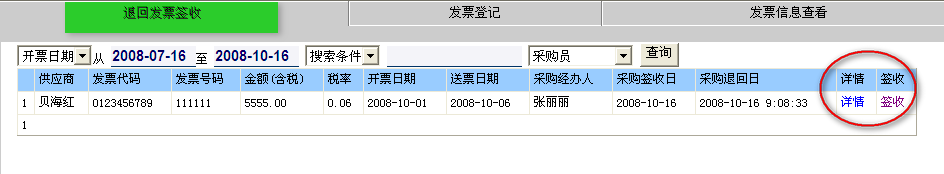 退回发票签收 发票登记 发票信息查看
开票日期 从 2008-07-16 至 2008-10-16 搜索条件 采购员 查询
供应商 发票代码 发票号码 金额(含税) 税率 开票日期 送票日期 采购经办人 采购签收日 采购退回日 详情 签收
1 贝海红 0123456789 111111 5555.00 0.06 2008-10-01 2008-10-06 张丽丽 2008-10-16 2008-10-16 9:08:33 详情 签收
1